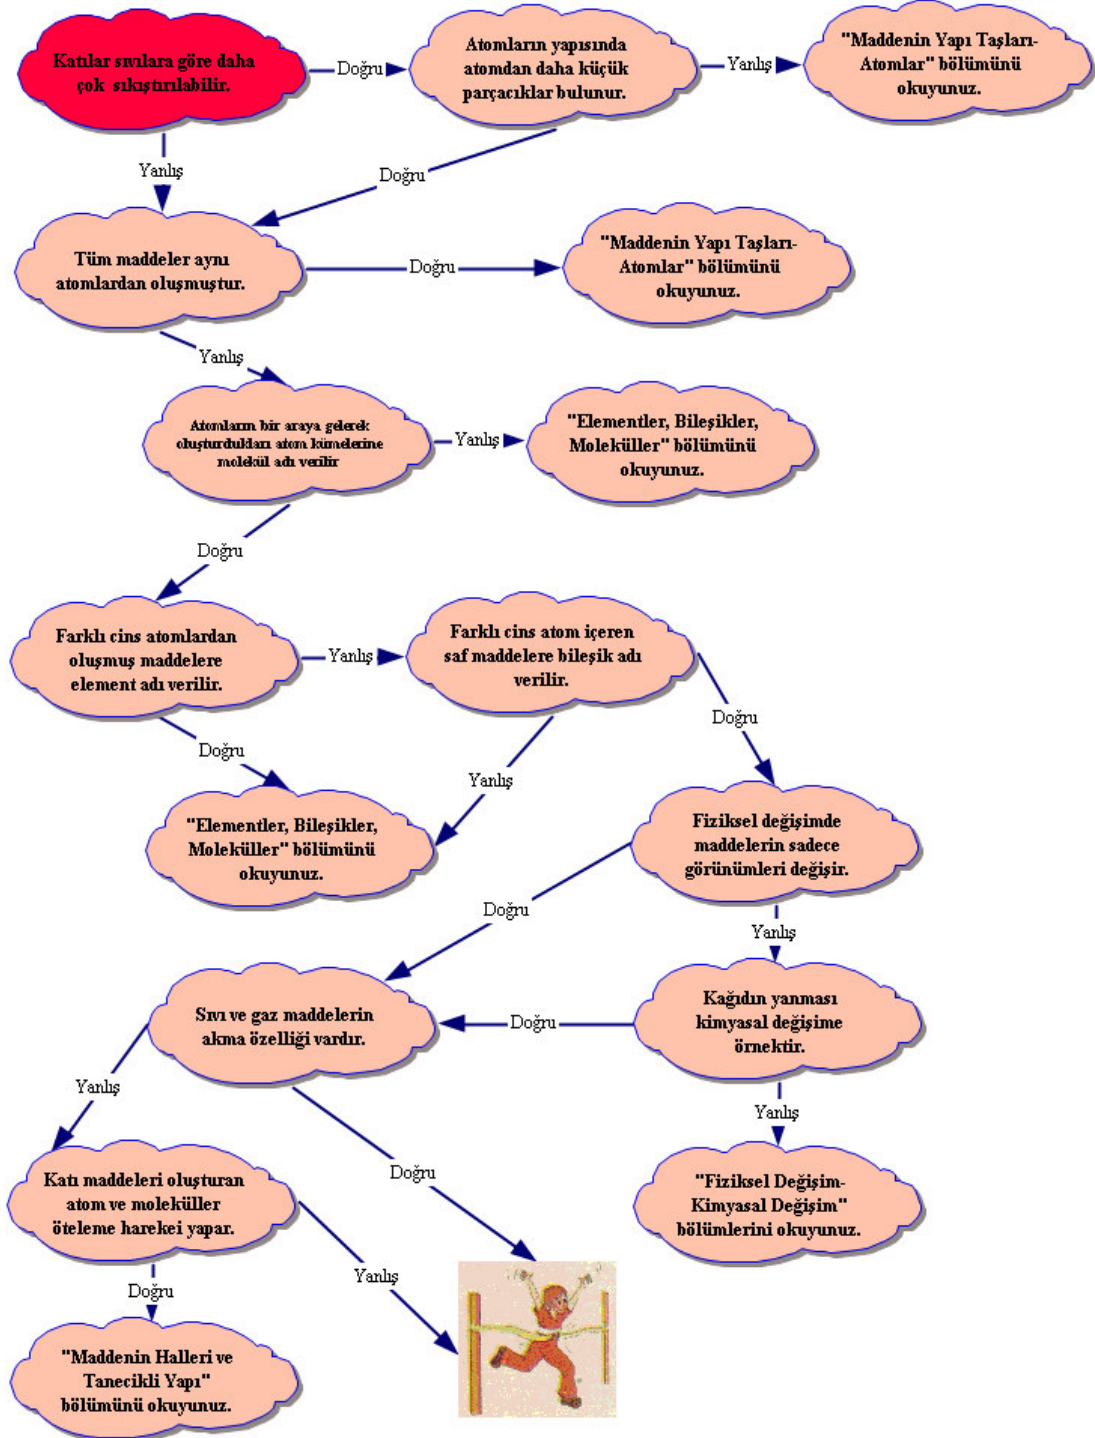 Katılar sıvılara göre daha
çok sıkıştırılabilir.
Doğru
Atomların yapısında
atomdan daha küçük
parçacıklar bulunur.
Yanlış
"Maddenin Yapı Taşları-
Atomlar" bölümünü
okuyunuz.
Yanlış
Doğru
Tüm maddeler aynı
atomlardan oluşmuştur.
Doğru
"Maddenin Yapı Taşları-
Atomlar" bölümünü
okuyunuz.
Yanlış
Atomların bir araya gelerek
oluşturdukları atom kümelerine
molekül adı verilir
Yanlış
"Elementler, Bileşikler,
Moleküller" bölümünü
okuyunuz.
Doğru
Farklı cins atomlardan
oluşmuş maddelere
element adı verilir.
Yanlış
Farklı cins atom içeren
saf maddelere bileşik adı
verilir.
Doğru
Doğru
Yanlış
"Elementler, Bileşikler,
Moleküller" bölümünü
okuyunuz.
Fiziksel değişimde
maddelerin sadece
görünümleri değişir.
Doğru
Yanlış
Sıvı ve gaz maddelerin
akma özelliği vardır.
Doğru
Kağıdın yanması
kimyasal değişime
örnektir.
Yanlış
Yanlış
Doğru
Katı maddeleri oluşturan
atom ve moleküller
öteleme harekei yapar.
"Fiziksel Değişim-
Kimyasal Değişim"
bölümlerini okuyunuz.
Yanlış
Doğru
"Maddenin Halleri ve
Tanecikli Yapı"
bölümünü okuyunuz.